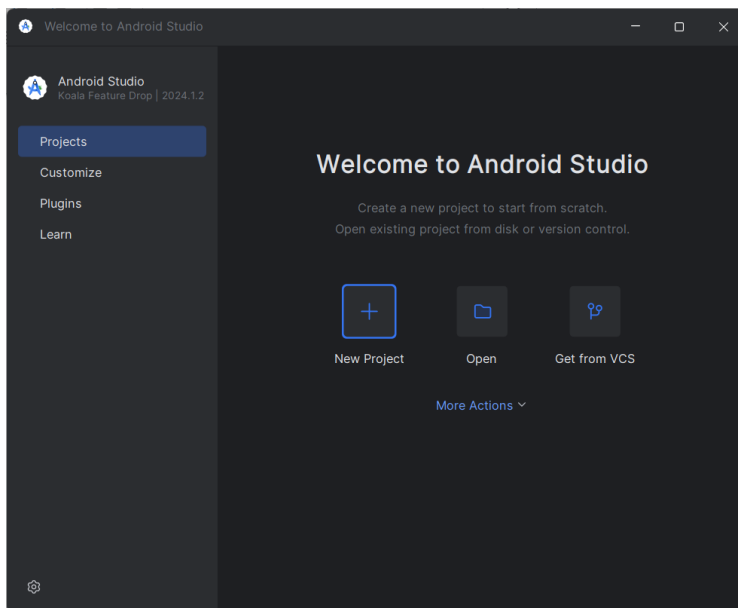 Welcome to Android Studio
Android Studio
Koala Feature Drop | 2024.1.2
Projects
Customize
Plugins
Learn
Welcome to Android Studio
Create a new project to start from scratch.
Open existing project from disk or version control.
New Project
Open
Get from VCS
More Actions